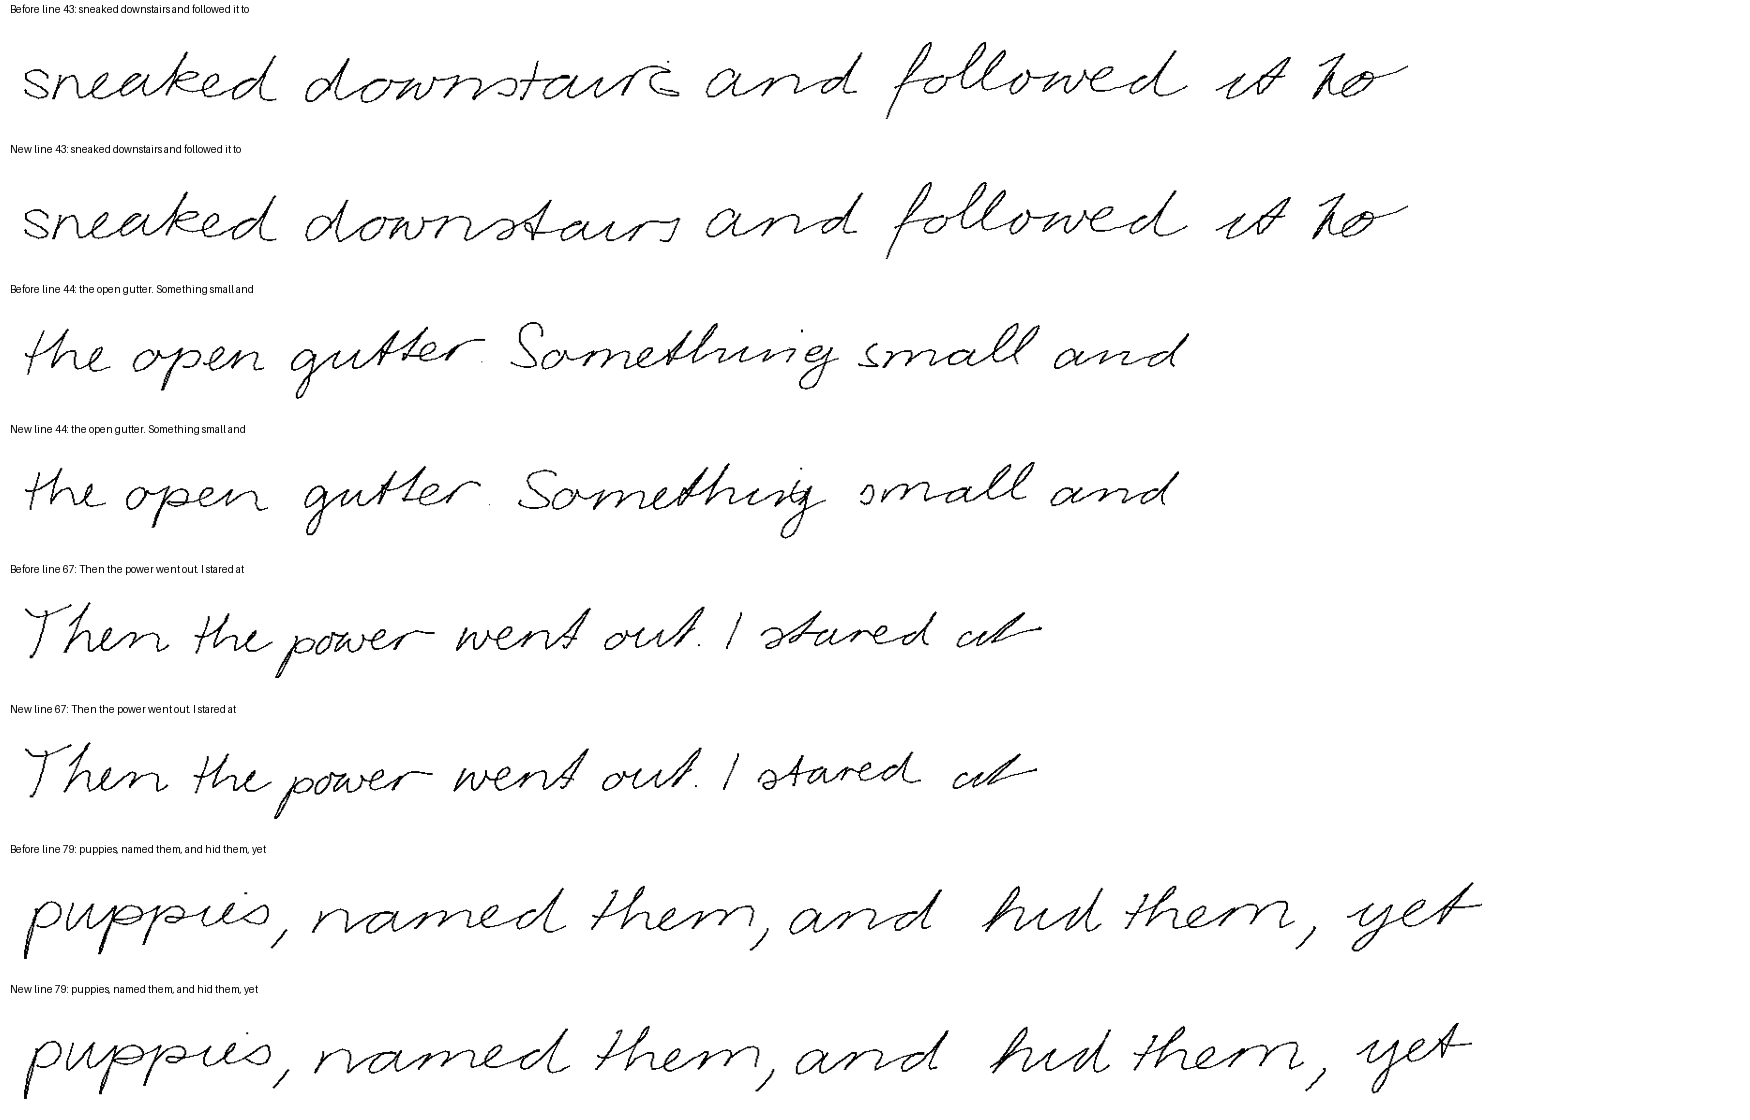 Before line 43: sneaked downstairs and followed it to
sneaked downstairs and followed it to
New line 43: sneaked downstairs and followed it to
sneaked downstairs and followed it to
Before line 44: the open gutter. Something small and
the open gutter. Something small and
New line 44: the open gutter. Something small and
the open gutter. Something small and
Before line 67: Then the power went out. I stared at
Then the power went out. I stared at
New line 67: Then the power went out. I stared at
Then the power went out. I stared at
Before line 79: puppies, named them, and hid them, yet
puppies, named them, and hid them, yet
New line 79: puppies, named them, and hid them, yet
puppies, named them, and hid them, yet